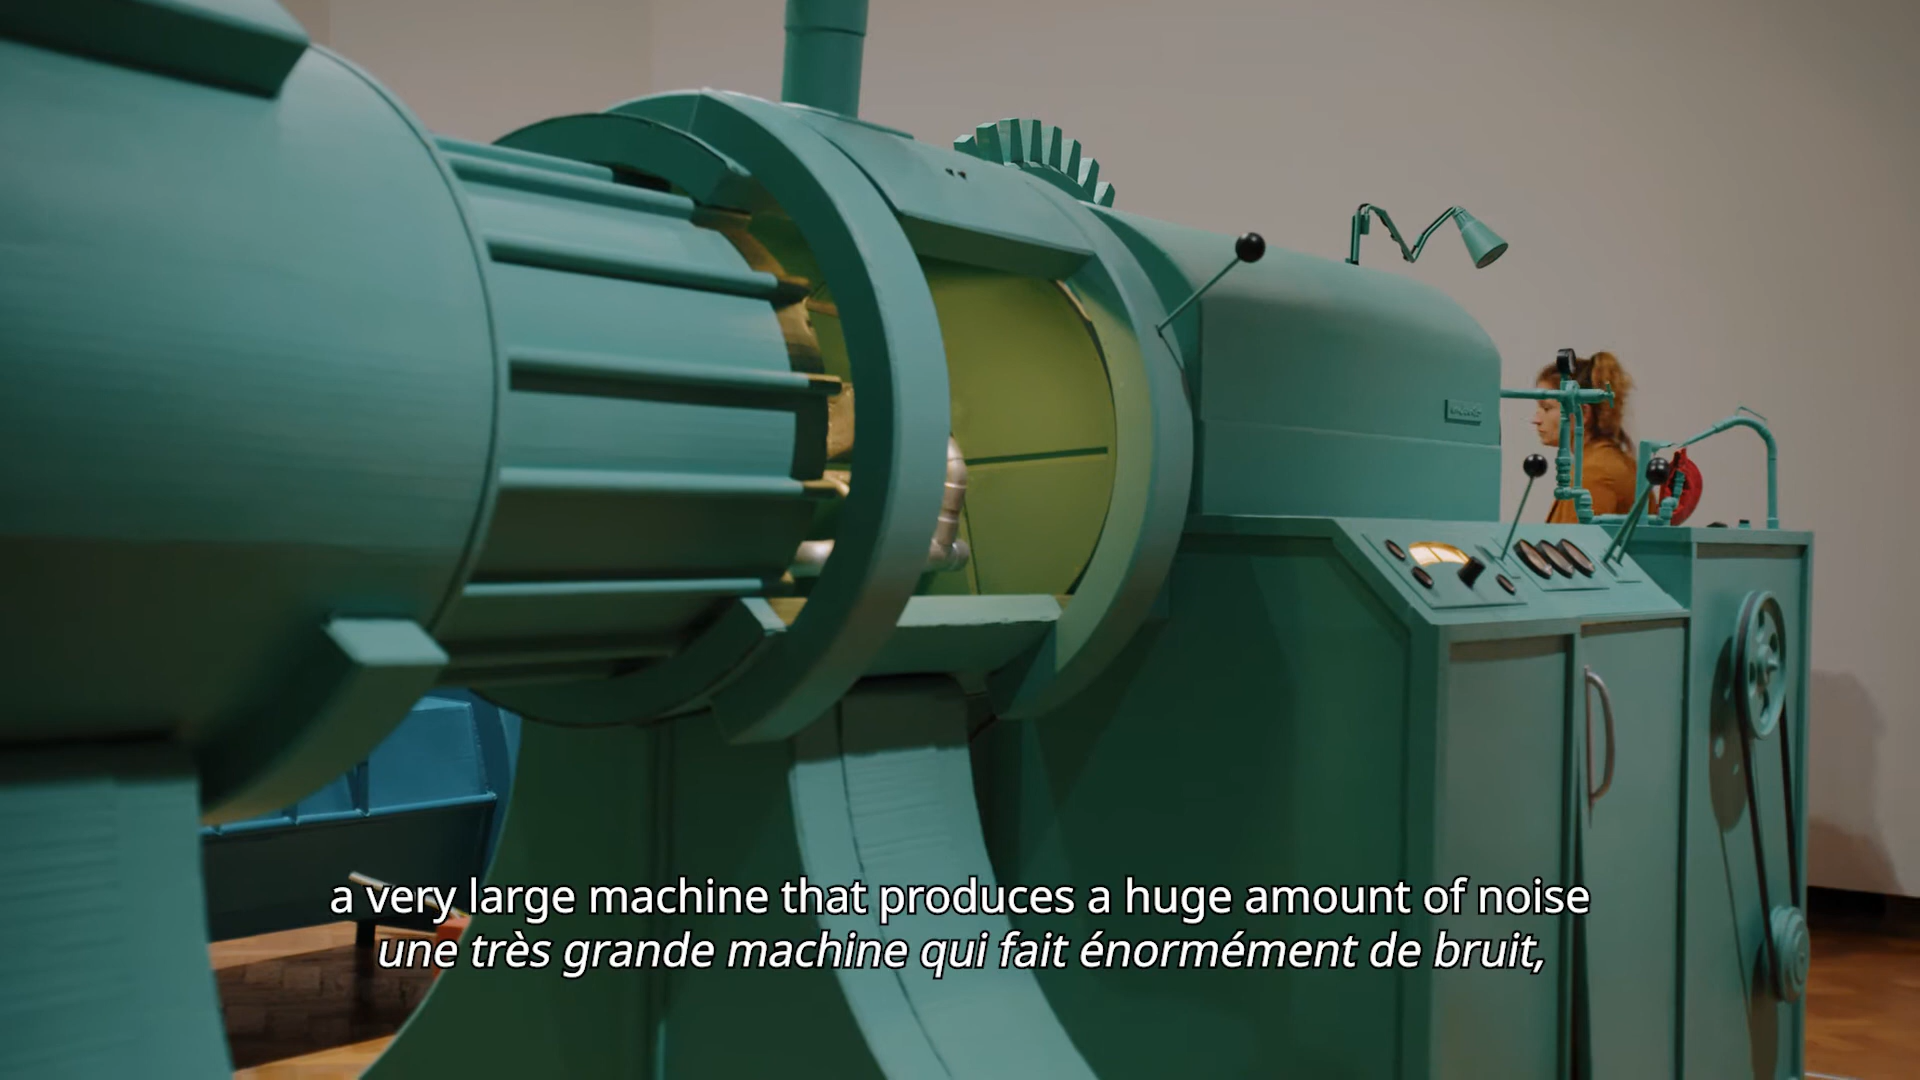 a very large machine that produces a huge amount of noise
une très grande machine qui fait énormément de bruit,